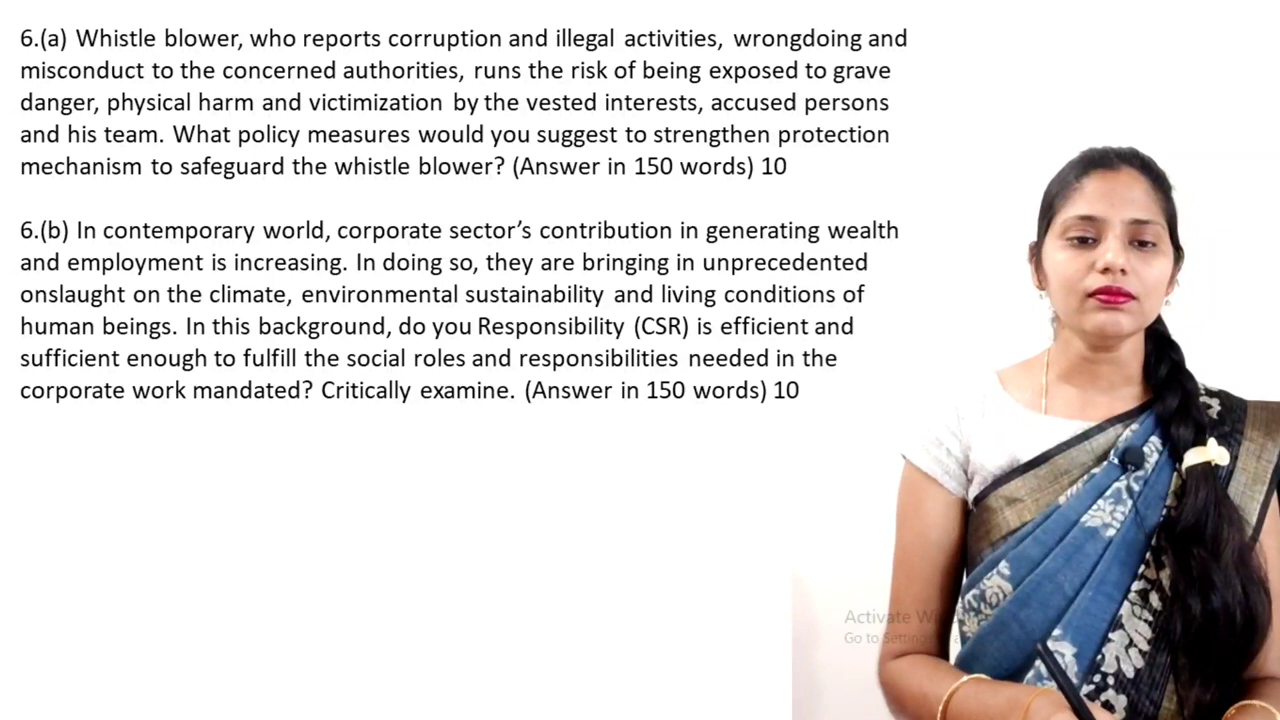 6.(a) Whistle blower, who reports corruption and illegal activities, wrongdoing and
misconduct to the concerned authorities, runs the risk of being exposed to grave
danger, physical harm and victimization by the vested interests, accused persons
and his team. What policy measures would you suggest to strengthen protection
mechanism to safeguard the whistle blower? (Answer in 150 words) 10
6.(b) In contemporary world, corporate sector’s contribution in generating wealth
and employment is increasing. In doing so, they are bringing in unprecedented
onslaught on the climate, environmental sustainability and living conditions of
human beings. In this background, do you Responsibility (CSR) is efficient and
sufficient enough to fulfill the social roles and responsibilities needed in the
corporate work mandated? Critically examine. (Answer in 150 words) 10
Activate
Go to